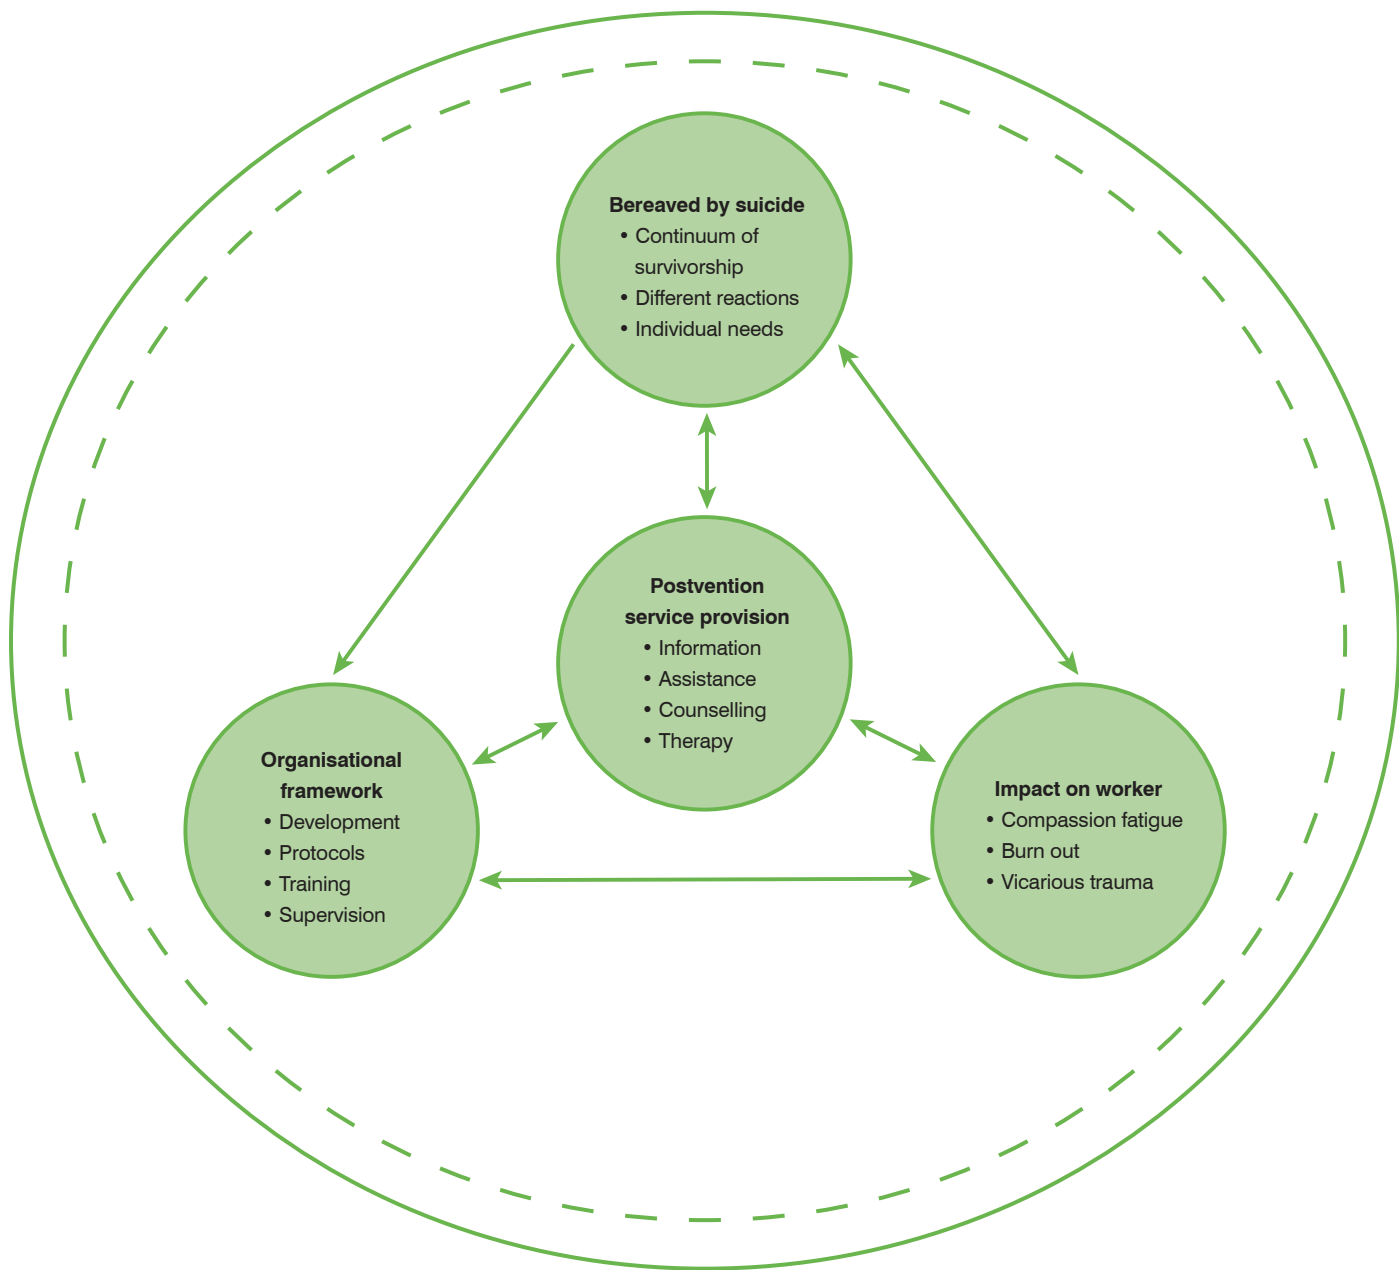 Bereaved by suicide
• Continuum of
survivorship
• Different reactions
• Individual needs
Postvention
service provision
• Information
• Assistance
• Counselling
• Therapy
Organisational
framework
• Development
• Protocols
• Training
• Supervision
Impact on worker
• Compassion fatigue
• Burn out
• Vicarious trauma